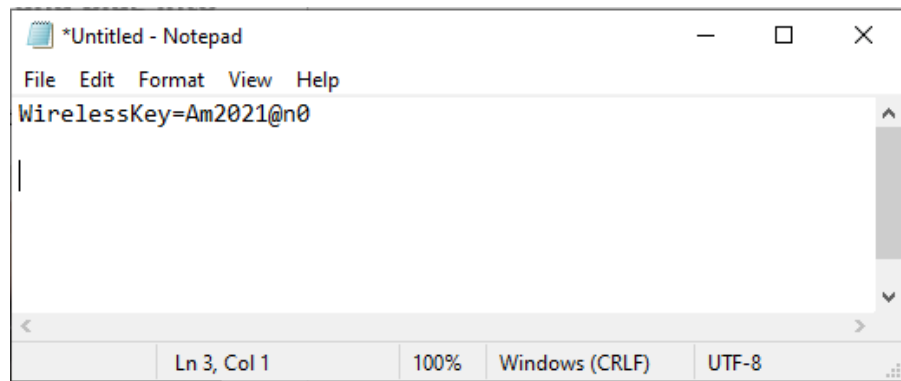 *Untitled - Notepad
File Edit Format View Help
WirelessKey=Am2021@n0
Ln 3, Col 1 100% Windows (CRLF) UTF-8